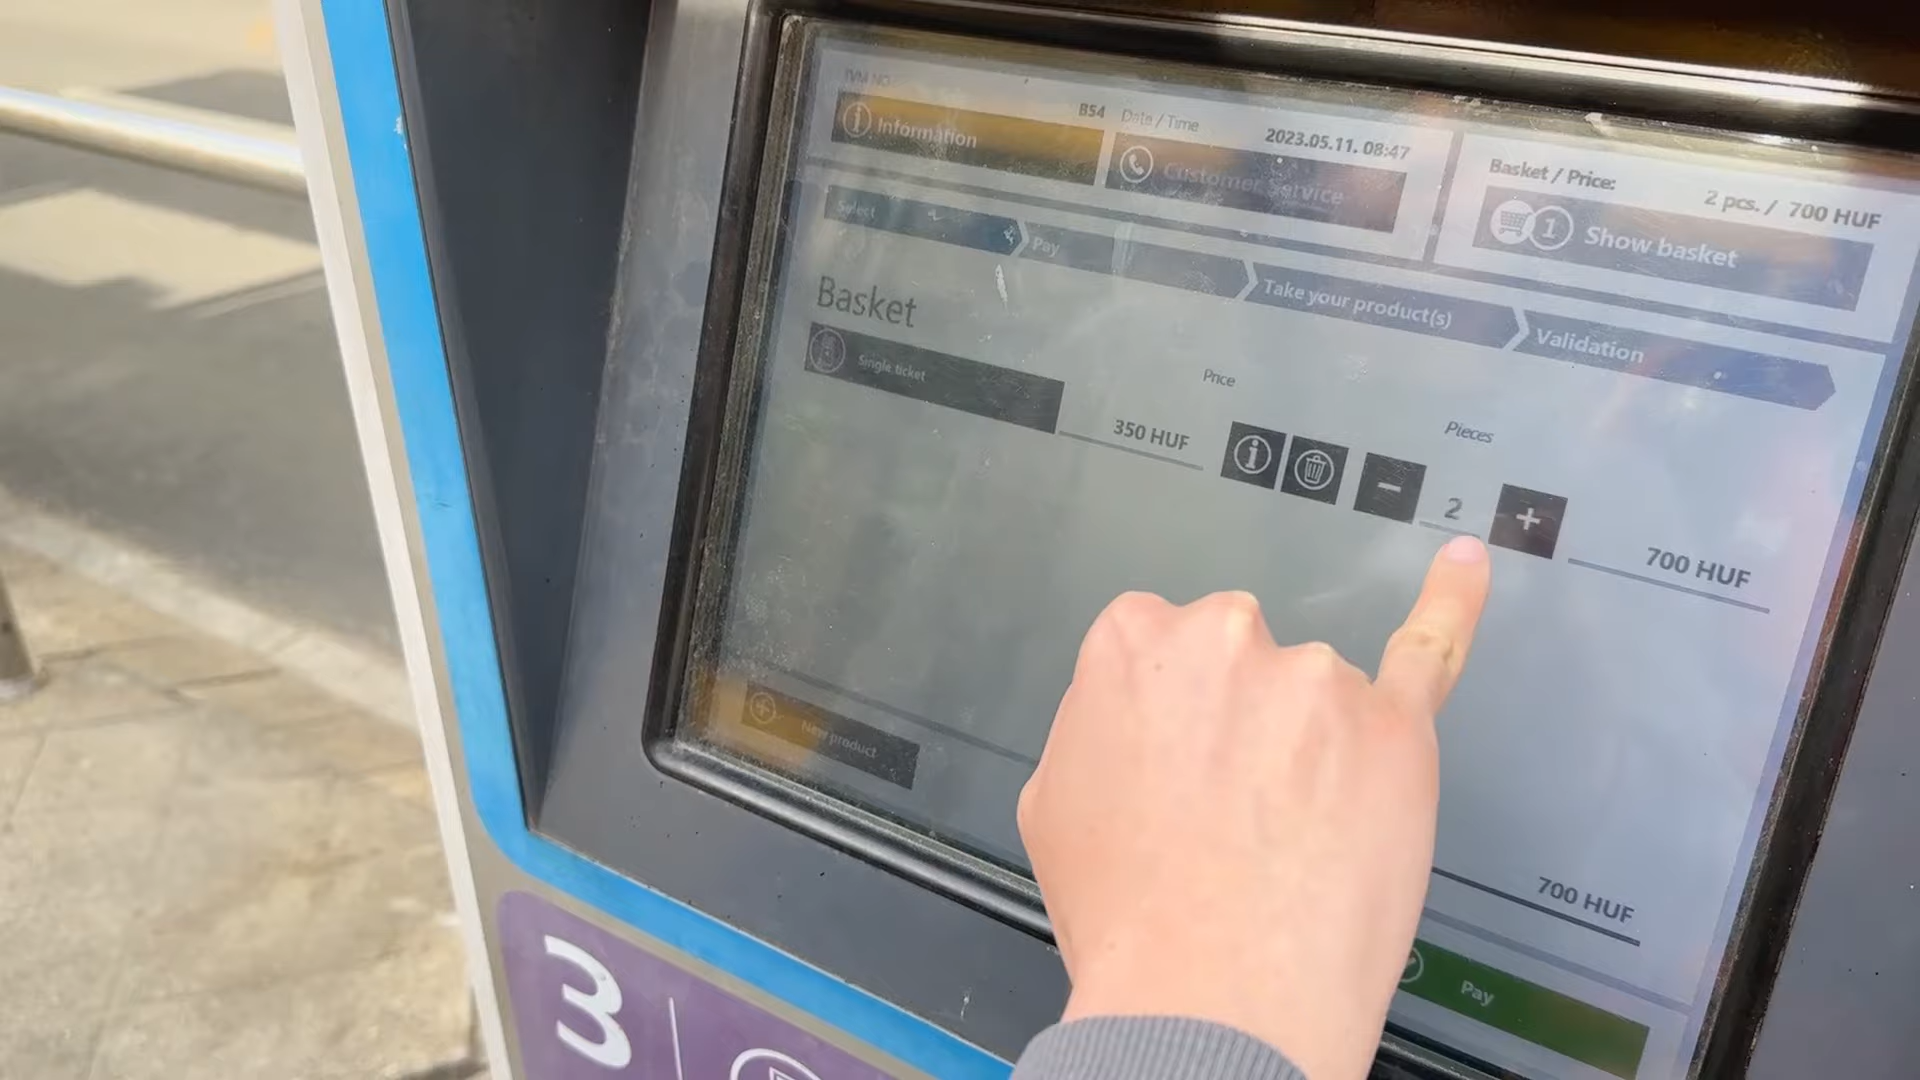 TVM NO
B54
Date / Time
2023.05.11. 08:47
Information
Customer Service
Basket / Price:
2 pcs. / 700 HUF
1
Show basket
Select
Pay
Take your product(s)
Validation
Basket
Price
Pieces
Single ticket
350 HUF
i
-
2
+
700 HUF
New product
700 HUF
Pay
3